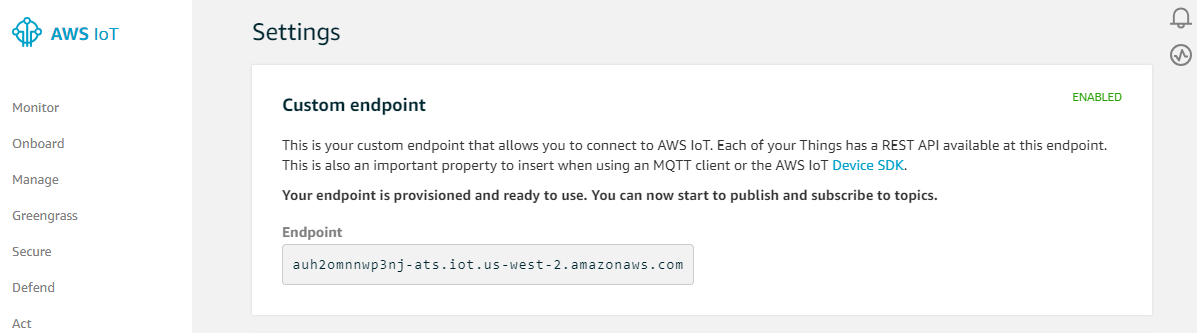 AWS IoT
Settings
Monitor
Onboard
Manage
Greengrass
Secure
Defend
Act
Custom endpoint
ENABLED
This is your custom endpoint that allows you to connect to AWS IoT. Each of your Things has a REST API available at this endpoint.
This is also an important property to insert when using an MQTT client or the AWS IoT Device SDK.
Your endpoint is provisioned and ready to use. You can now start to publish and subscribe to topics.
Endpoint
auh2omnnwp3nj-ats.iot.us-west-2.amazonaws.com